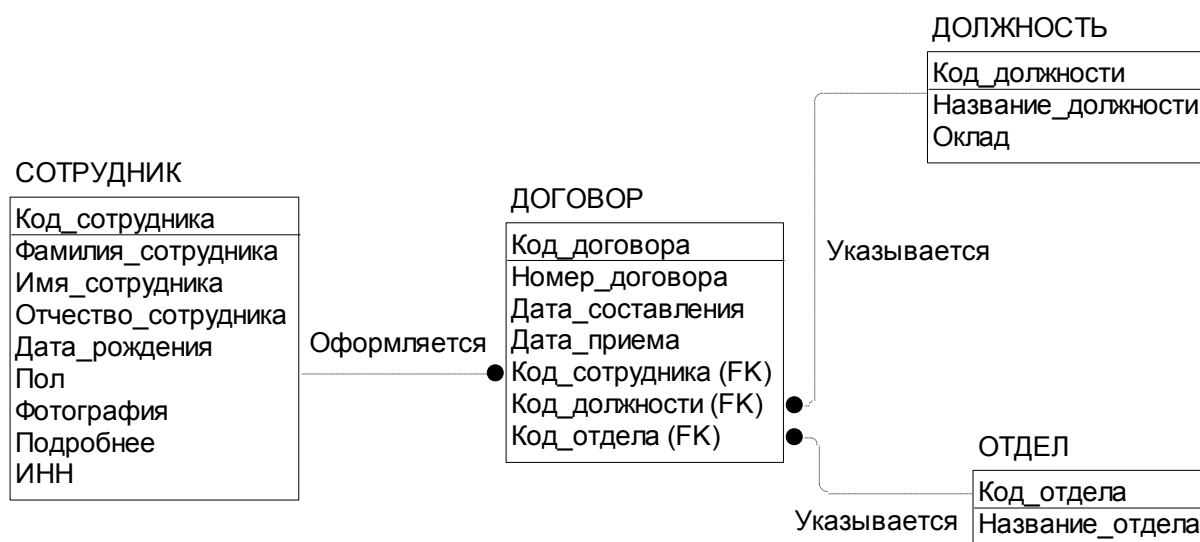 ДОЛЖНОСТЬ
Код_должности
Название_должности
Оклад
СОТРУДНИК
Код_сотрудника
Фамилия_сотрудника
Имя_сотрудника
Отчество_сотрудника
Дата_рождения
Пол
Фотография
Подробнее
ИНН
Оформляется
ДОГОВОР
Код_договора
Номер_договора
Дата_составления
Дата_приема
Код_сотрудника (FK)
Код_должности (FK)
Код_отдела (FK)
Указывается
ОТДЕЛ
Код_отдела
Название_отдела
Указывается